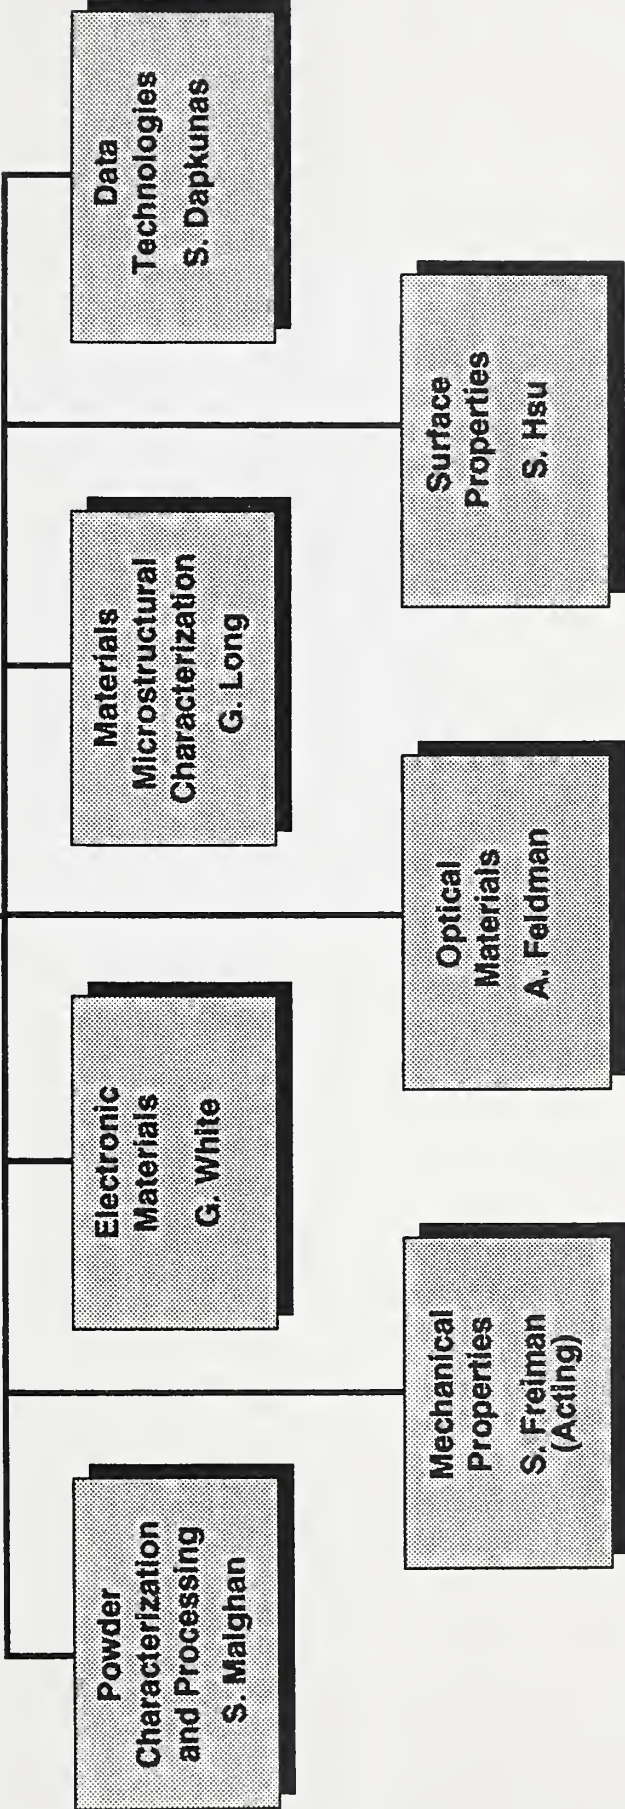 Powder
Characterization
and Processing
S. Malghan
Electronic
Materials
G. White
Materials
Microstructural
Characterization
G. Long
Data
Technologies
S. Dapkunas
Mechanical
Properties
S. Freiman
(Acting)
Optical
Materials
A. Feldman
Surface
Properties
S. Hsu